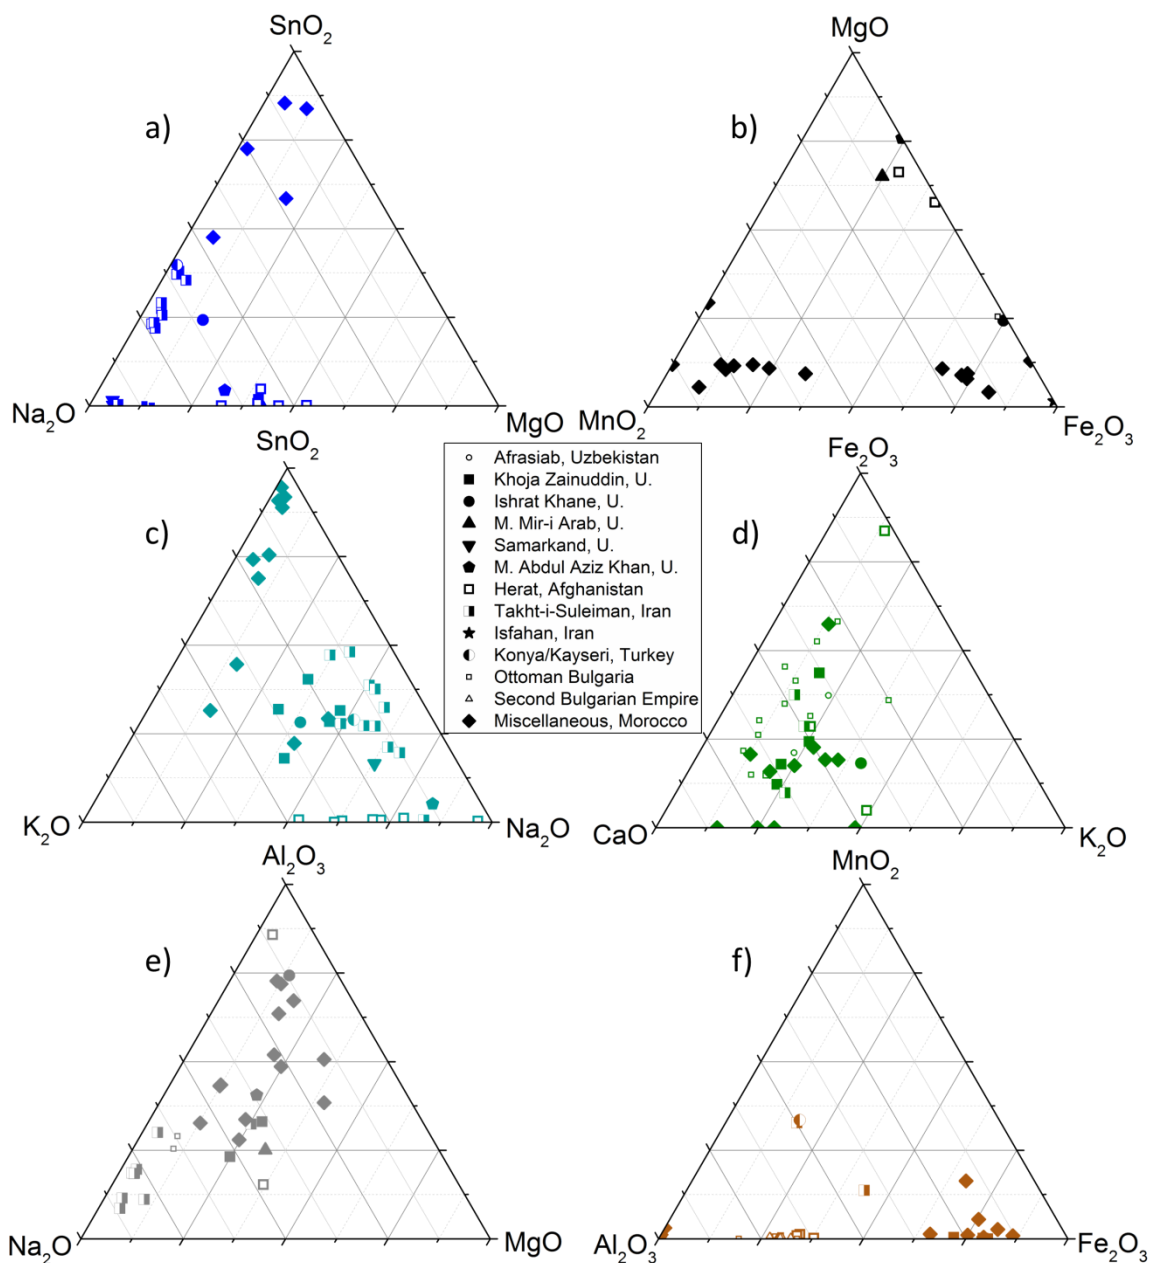 SnO₂
MgO
a)
b)
Na₂O
MgO
MnO₂
Fe₂O₃
SnO₂
Fe₂O₃
c)
d)
Afrasiab, Uzbekistan
Khoja Zainuddin, U.
Ishrat Khane, U.
M. Mir-i Arab, U.
Samarkand, U.
M. Abdul Aziz Khan, U.
Herat, Afghanistan
Takht-i-Suleiman, Iran
Isfahan, Iran
Konya/Kayseri, Turkey
Ottoman Bulgaria
Second Bulgarian Empire
Miscellaneous, Morocco
K₂O
Na₂O
CaO
K₂O
Al₂O₃
MnO₂
e)
f)
Na₂O
MgO
Al₂O₃
Fe₂O₃